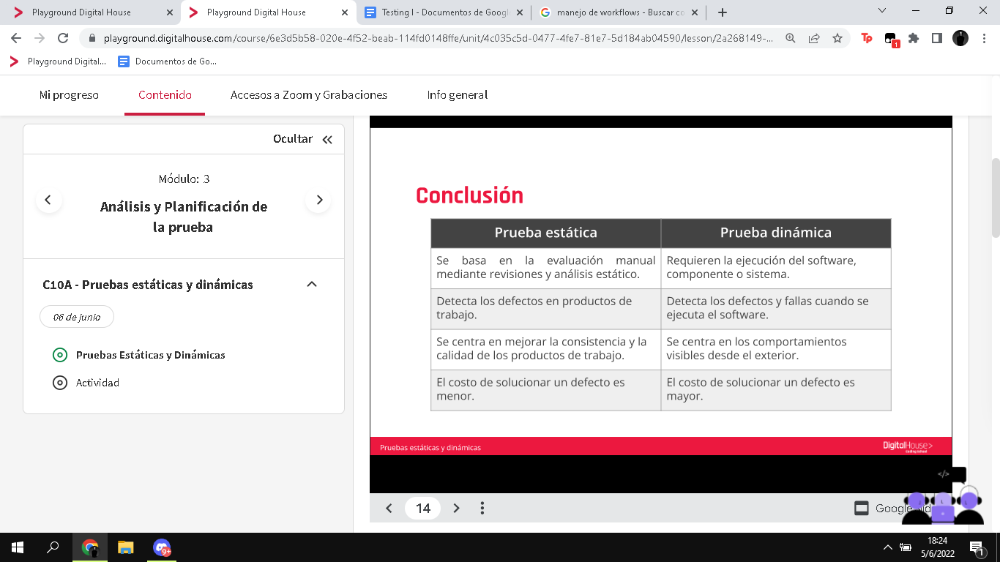 Playground Digital House
Playground Digital House
Testing I - Documentos de Googl
manejo de workflows - Buscar co
playground.digitalhouse.com/course/6e3d5b58-020e-4f52-beab-114fd0148ffe/unit/4c035c5d-0477-4fe7-81e7-5d184ab04590/lesson/2a268149-...
Tp
1
Playground Digital...
Documentos de Go...
Mi progreso
Contenido
Accesos a Zoom y Grabaciones
Info general
Ocultar
Módulo: 3
Análisis y Planificación de
la prueba
C10A - Pruebas estáticas y dinámicas
06 de junio
Pruebas Estáticas y Dinámicas
Actividad
Conclusión
Prueba estática
Prueba dinámica
Se basa en la evaluación manual
mediante revisiones y análisis estático.
Requieren la ejecución del software,
componente o sistema.
Detecta los defectos en productos de
trabajo.
Detecta los defectos y fallas cuando se
ejecuta el software.
Se centra en mejorar la consistencia y la
calidad de los productos de trabajo.
Se centra en los comportamientos
visibles desde el exterior.
El costo de solucionar un defecto es
menor.
El costo de solucionar un defecto es
mayor.
Pruebas estáticas y dinámicas
DigitalHouse>
Coding School
</>
14
Google
9+
18:24
5/6/2022
1